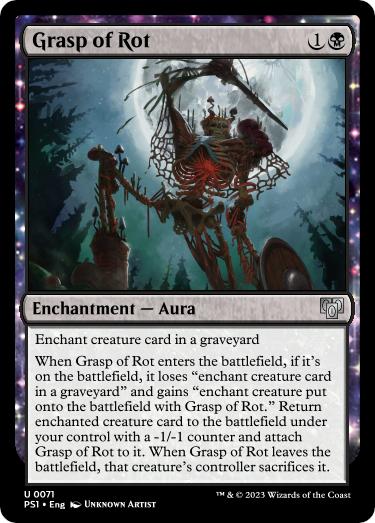 Grasp of Rot 1
Enchantment — Aura
Enchant creature card in a graveyard
When Grasp of Rot enters the battlefield, if it's
on the battlefield, it loses “enchant creature card
in a graveyard” and gains “enchant creature put
onto the battlefield with Grasp of Rot.” Return
enchanted creature card to the battlefield under
your control with a -1/-1 counter and attach
Grasp of Rot to it. When Grasp of Rot leaves the
battlefield, that creature's controller sacrifices it.
U 0071
PS1 • Eng Unknown Artist
™ & © 2023 Wizards of the Coast